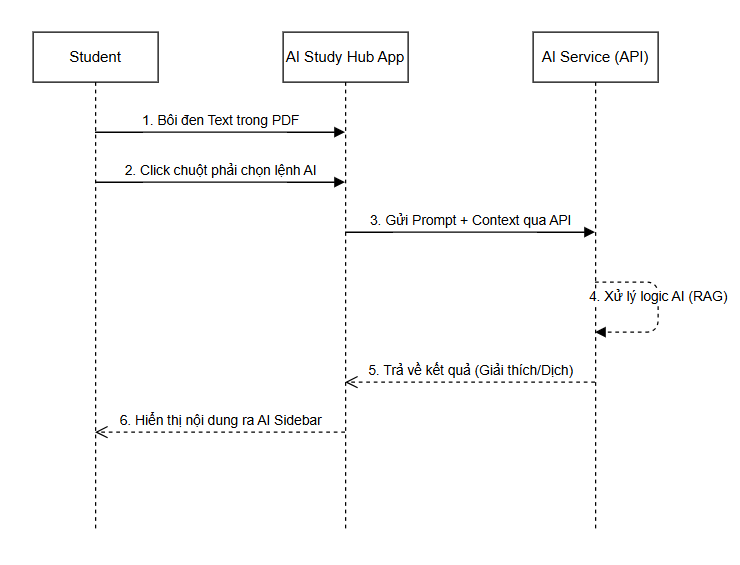 Student
AI Study Hub App
AI Service (API)
1. Bôi đen Text trong PDF
2. Click chuột phải chọn lệnh AI
3. Gửi Prompt + Context qua API
4. Xử lý logic AI (RAG)
5. Trả về kết quả (Giải thích/Dịch)
6. Hiển thị nội dung ra AI Sidebar